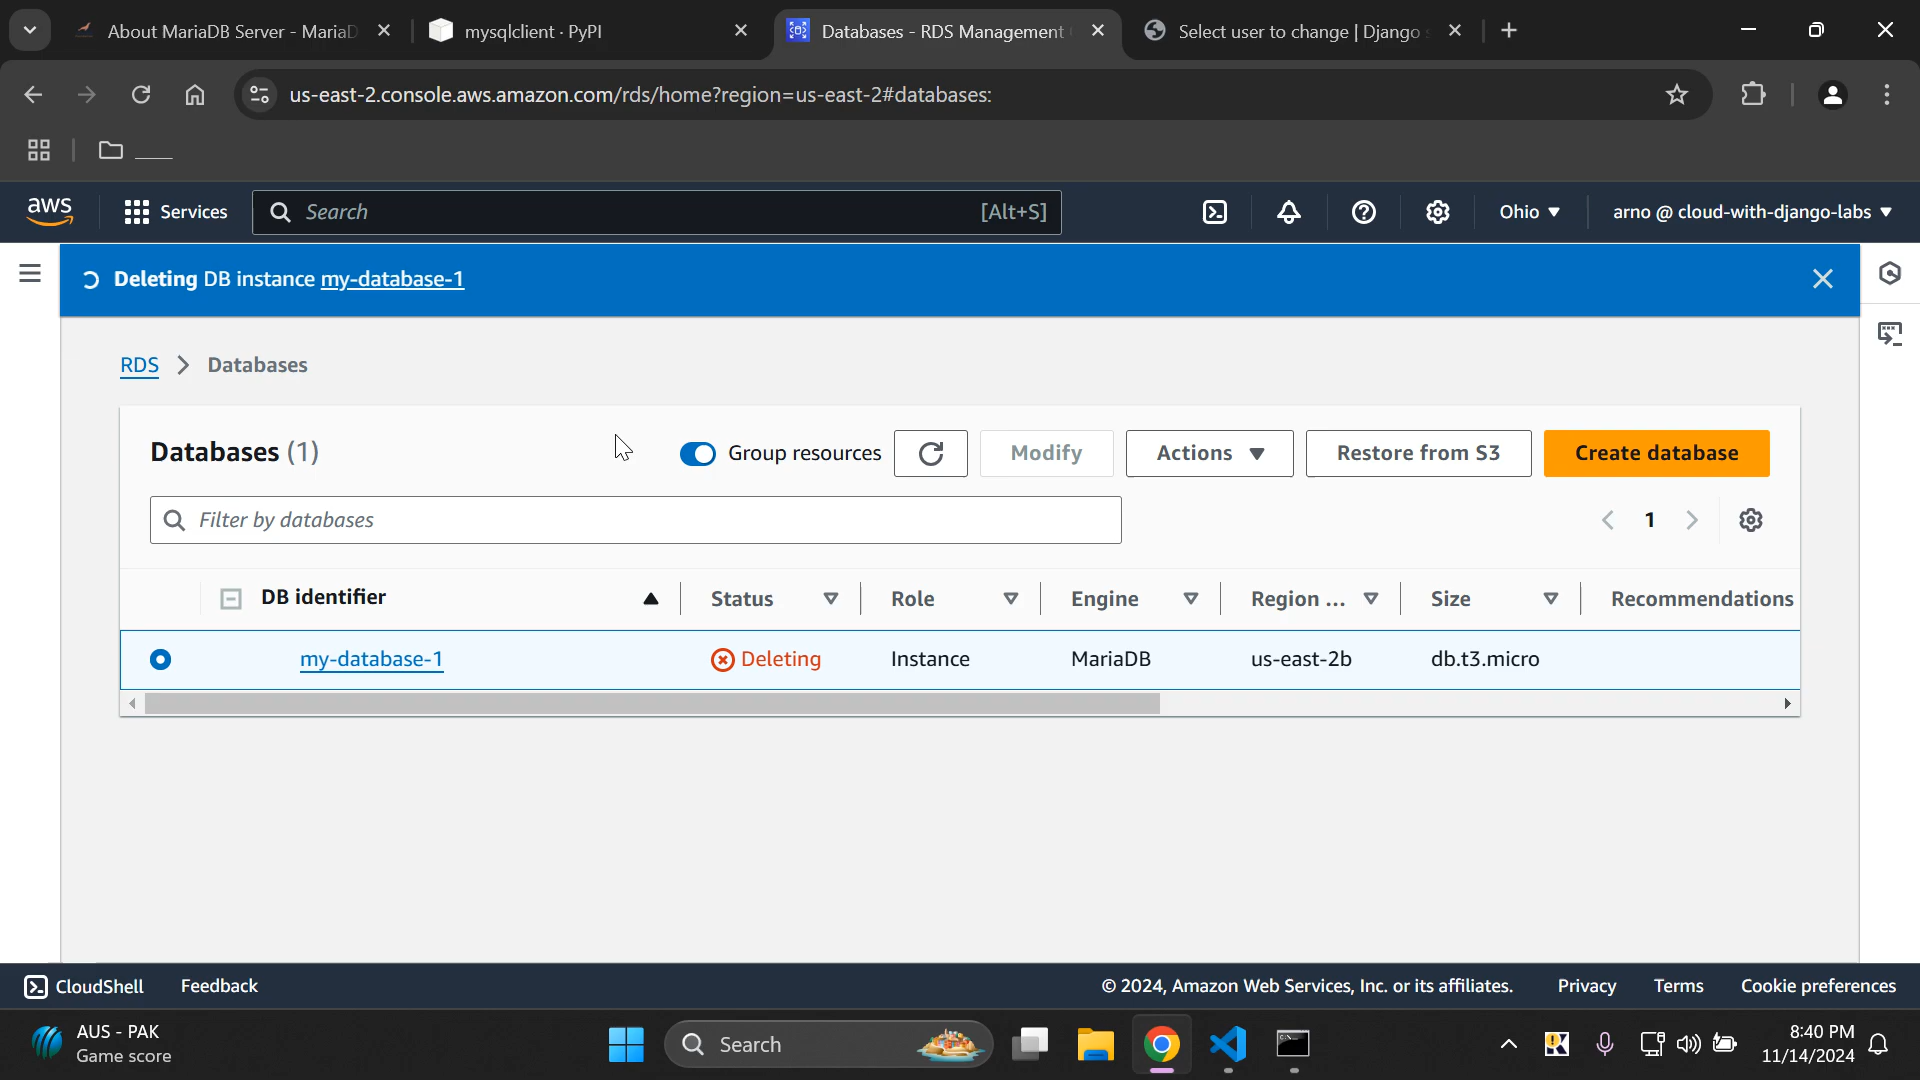 About MariaDB Server - MariaD
mysqlclient · PyPI
Databases - RDS Management
Select user to change | Django
us-east-2.console.aws.amazon.com/rds/home?region=us-east-2#databases:
aws
Services
Search
[Alt+S]
Ohio
arno @ cloud-with-django-labs
Deleting DB instance my-database-1
RDS
Databases
Databases (1)
Group resources
Modify
Actions
Restore from S3
Create database
Filter by databases
1
DB identifier
Status
Role
Engine
Region ...
Size
Recommendations
my-database-1
Deleting
Instance
MariaDB
us-east-2b
db.t3.micro
CloudShell
Feedback
© 2024, Amazon Web Services, Inc. or its affiliates.
Privacy
Terms
Cookie preferences
AUS - PAK
Game score
Search
8:40 PM
11/14/2024